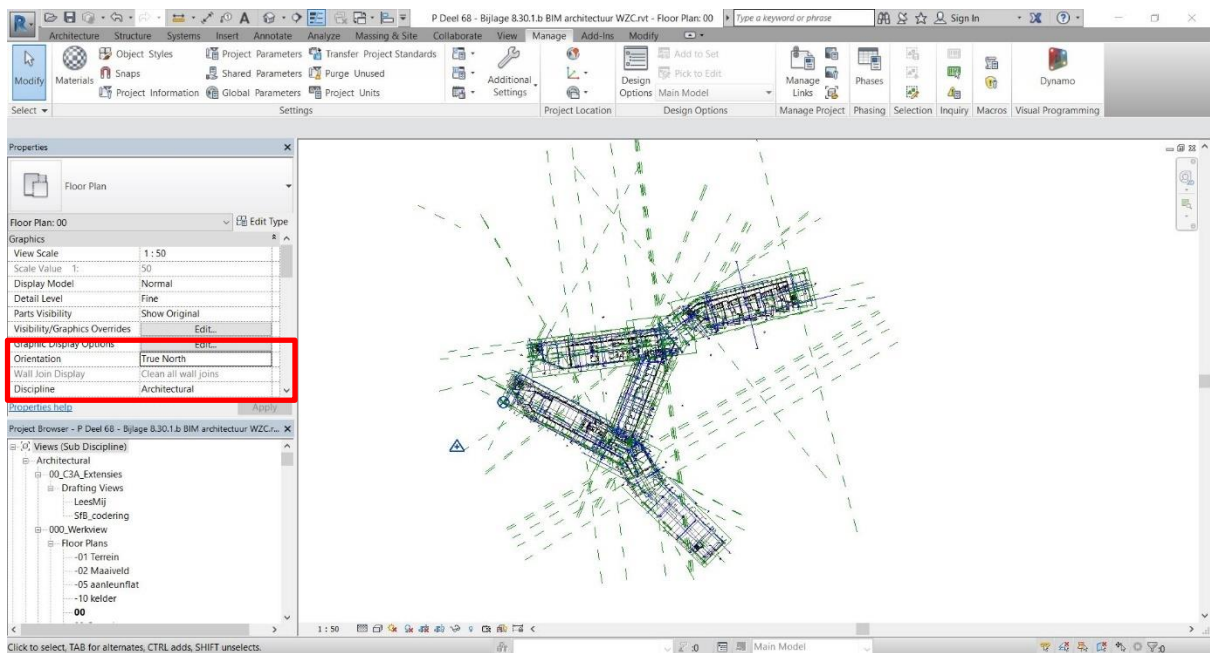 P Deel 68 - Bijlage 8.30.1.b BIM architectuur WZC.rvt - Floor Plan: 00 Type a keyword or phrase Sign In
Architecture Structure Systems Insert Annotate Analyze Massing & Site Collaborate View Manage Add-Ins Modify
Modify Materials Object Styles Project Parameters Transfer Project Standards Additional Settings Design Options Add to Set Manage Links Phases Dynamo
Snaps Shared Parameters Purge Unused Pick to Edit
Project Information Global Parameters Project Units Main Model
Select Settings Project Location Design Options Manage Project Phasing Selection Inquiry Macros Visual Programming
Properties
Floor Plan
Floor Plan: 00 Edit Type
Graphics
View Scale 1 : 50
Scale Value 1: 50
Display Model Normal
Detail Level Fine
Parts Visibility Show Original
Visibility/Graphics Overrides Edit...
Graphic Display Options Edit...
Orientation True North
Wall Join Display Clean all wall joins
Discipline Architectural
Properties help Apply
Project Browser - P Deel 68 - Bijlage 8.30.1.b BIM architectuur WZC.r...
Views (Sub Discipline)
Architectural
00_C3A_Extensies
Drafting Views
LeesMij
SfB_codering
000_Werkview
Floor Plans
-01 Terrein
-02 Maaiveld
-05 aanleunflat
-10 kelder
00
1 : 50
Click to select, TAB for alternates, CTRL adds, SHIFT unselects. :0 Main Model :0